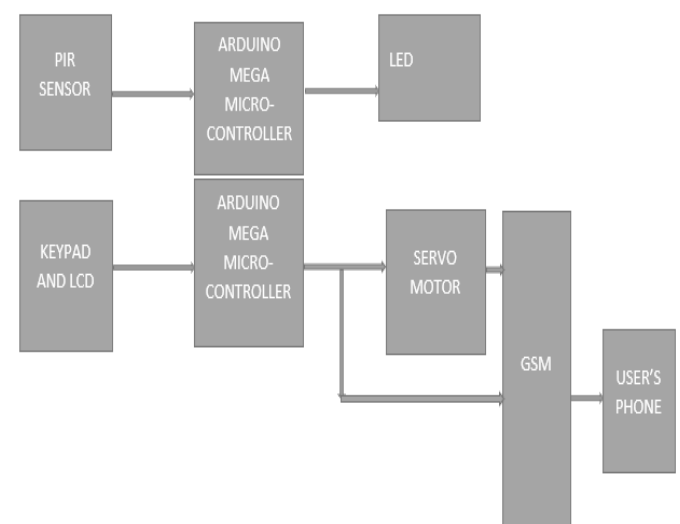 PIR
SENSOR
ARDUINO
MEGA
MICRO-
CONTROLLER
LED
KEYPAD
AND LCD
ARDUINO
MEGA
MICRO-
CONTROLLER
SERVO
MOTOR
GSM
USER'S
PHONE